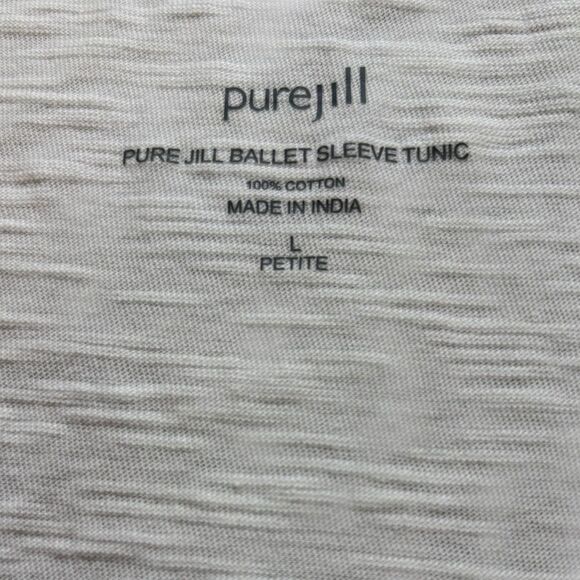 purejill
PURE JILL BALLET SLEEVE TUNIC
100% COTTON
MADE IN INDIA
L
PETITE